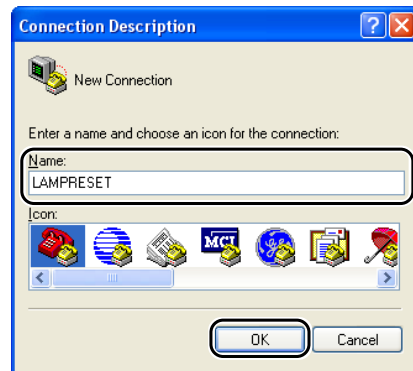 Connection Description
New Connection
Enter a name and choose an icon for the connection:
Name:
LAMPRESET
Icon:
MCI
OK
Cancel